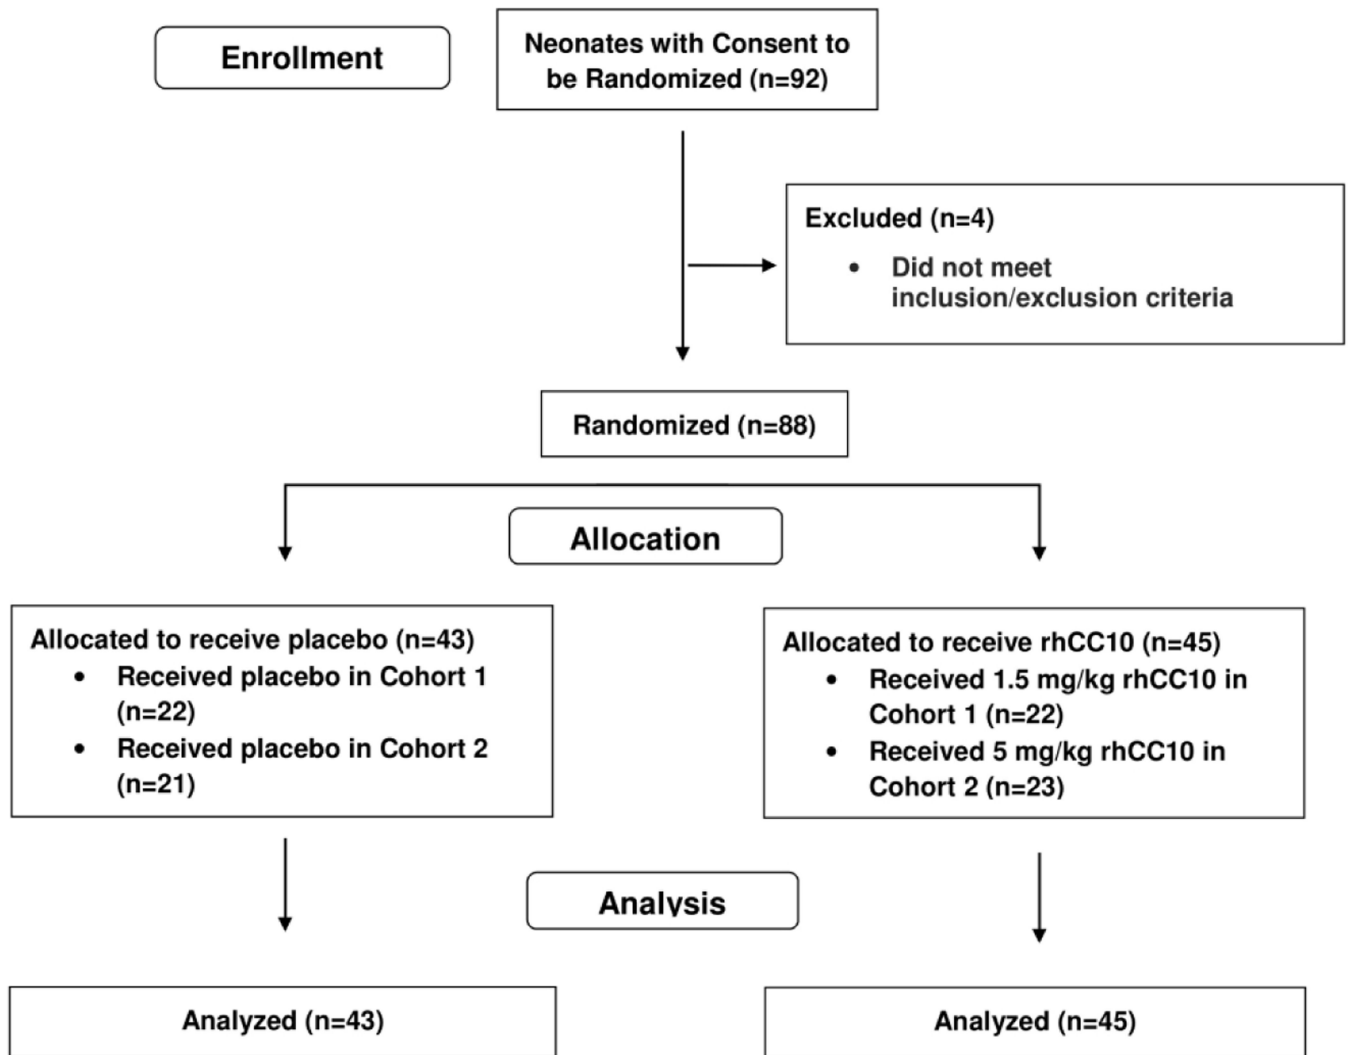 Enrollment
Neonates with Consent to
be Randomized (n=92)
Excluded (n=4)
• Did not meet
inclusion/exclusion criteria
Randomized (n=88)
Allocation
Allocated to receive placebo (n=43)
• Received placebo in Cohort 1
(n=22)
• Received placebo in Cohort 2
(n=21)
Allocated to receive rhCC10 (n=45)
• Received 1.5 mg/kg rhCC10 in
Cohort 1 (n=22)
• Received 5 mg/kg rhCC10 in
Cohort 2 (n=23)
Analysis
Analyzed (n=43)
Analyzed (n=45)